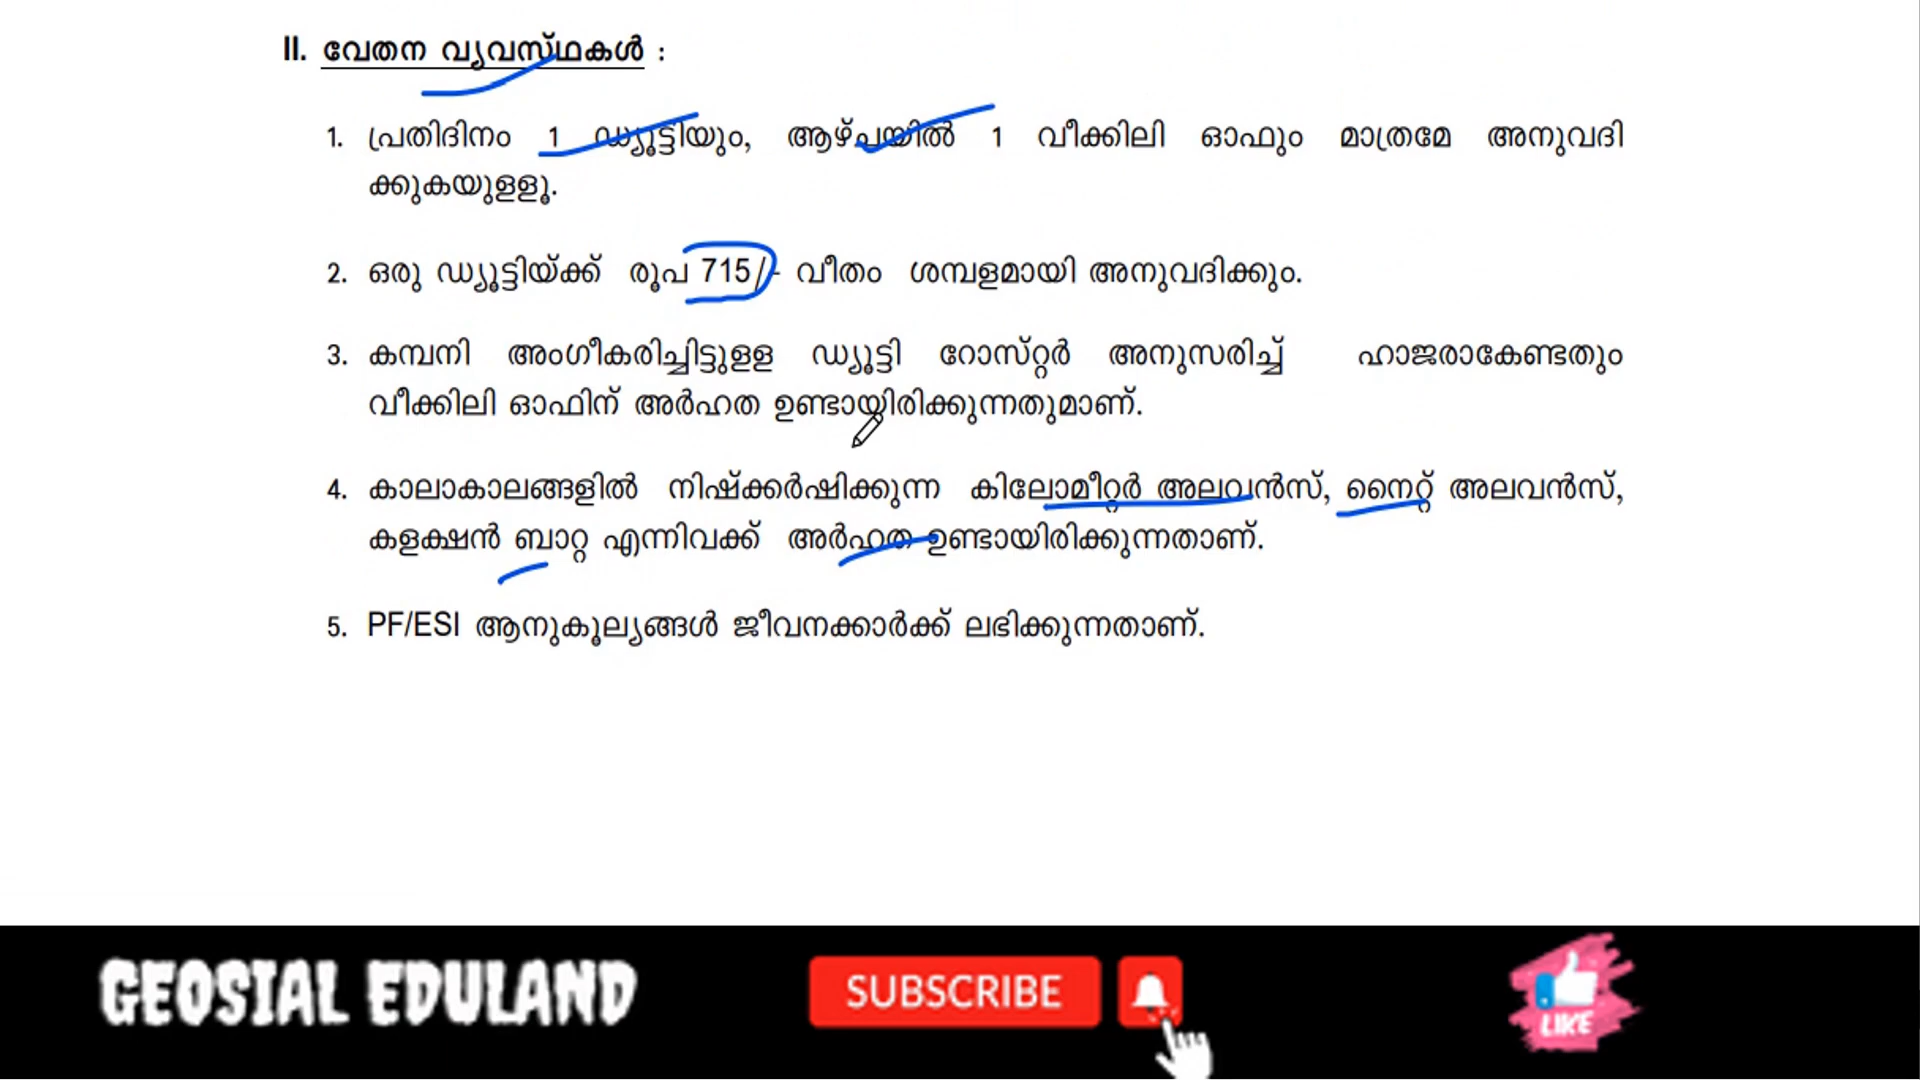 II. വേതന വ്യവസ്ഥകൾ :
1. പ്രതിദിനം 1 ഡ്യൂട്ടിയും, ആഴ്ചയിൽ 1 വീക്കിലി ഓഫും മാത്രമേ അനുവദി
ക്കുകയുളളൂ.
2. ഒരു ഡ്യൂട്ടിയ്ക്ക് രൂപ 715/- വീതം ശമ്പളമായി അനുവദിക്കും.
3. കമ്പനി അംഗീകരിച്ചിട്ടുളള ഡ്യൂട്ടി റോസ്റ്റർ അനുസരിച്ച് ഹാജരാകേണ്ടതും
വീക്കിലി ഓഫിന് അർഹത ഉണ്ടായിരിക്കുന്നതുമാണ്.
4. കാലാകാലങ്ങളിൽ നിഷ്ക്കർഷിക്കുന്ന കിലോമീറ്റർ അലവൻസ്, നൈറ്റ് അലവൻസ്,
കളക്ഷൻ ബാറ്റ എന്നിവക്ക് അർഹത ഉണ്ടായിരിക്കുന്നതാണ്.
5. PF/ESI ആനുകൂല്യങ്ങൾ ജീവനക്കാർക്ക് ലഭിക്കുന്നതാണ്.
GEOSIAL EDULAND
SUBSCRIBE
LIKE